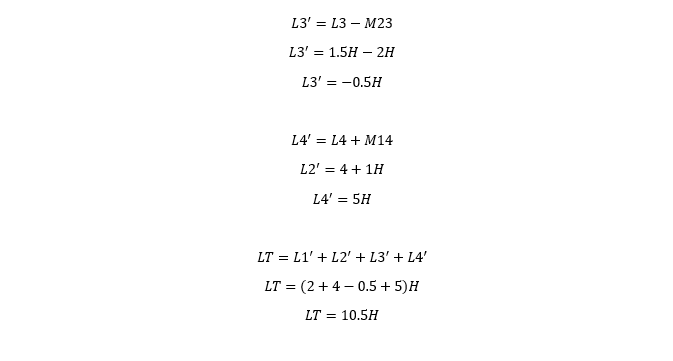 L3′ = L3 − M23
L3′ = 1.5H − 2H
L3′ = −0.5H
L4′ = L4 + M14
L2′ = 4 + 1H
L4′ = 5H
LT = L1′ + L2′ + L3′ + L4′
LT = (2 + 4 − 0.5 + 5)H
LT = 10.5H